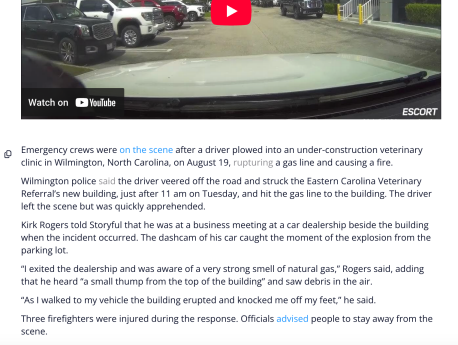 Watch on YouTube
ESCORT
Emergency crews were on the scene after a driver plowed into an under-construction veterinary
clinic in Wilmington, North Carolina, on August 19, rupturing a gas line and causing a fire.
Wilmington police said the driver veered off the road and struck the Eastern Carolina Veterinary
Referral’s new building, just after 11 am on Tuesday, and hit the gas line to the building. The driver
left the scene but was quickly apprehended.
Kirk Rogers told Storyful that he was at a business meeting at a car dealership beside the building
when the incident occurred. The dashcam of his car caught the moment of the explosion from the
parking lot.
“I exited the dealership and was aware of a very strong smell of natural gas,” Rogers said, adding
that he heard “a small thump from the top of the building” and saw debris in the air.
“As I walked to my vehicle the building erupted and knocked me off my feet,” he said.
Three firefighters were injured during the response. Officials advised people to stay away from the
scene.